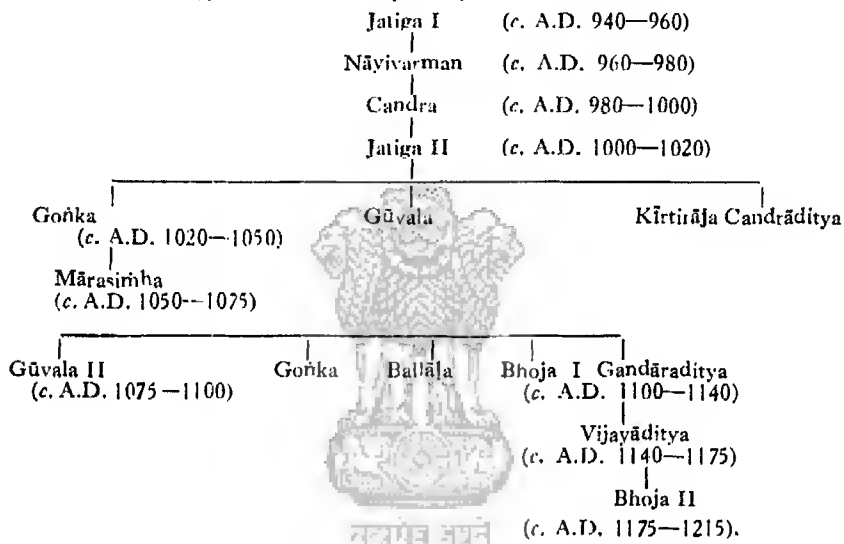 Jatiga I (c. A.D. 940—960)
Nāyivarman (c. A.D. 960—980)
Candra (c. A.D. 980—1000)
Jatiga II (c. A.D. 1000—1020)
Goṅka Gūvala Kīrtirāja Candrāditya
(c. A.D. 1020—1050)
Mārasiṁha
(c. A.D. 1050--1075)
Gūvala II Goṅka Ballāḷa Bhoja I Gandāraditya
(c. A.D. 1075—1100) (c. A.D. 1100—1140)
Vijayāditya
(c. A.D. 1140—1175)
Bhoja II
(c. A.D. 1175—1215).